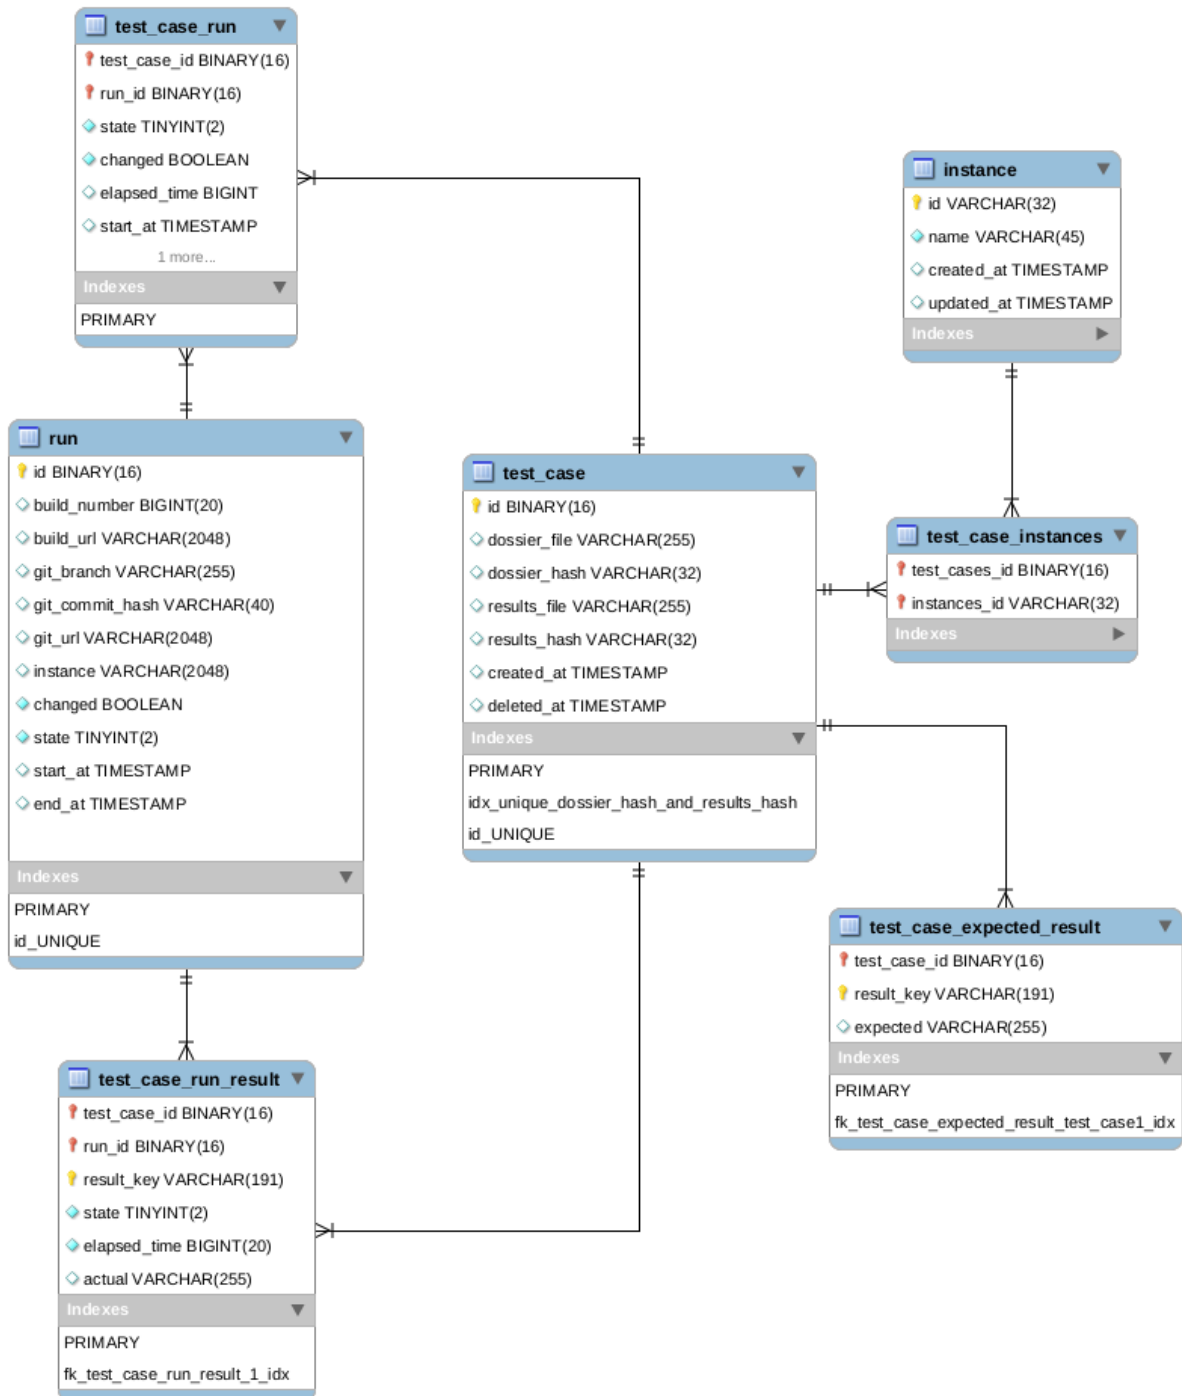 test_case_run
test_case_id BINARY(16)
run_id BINARY(16)
state TINYINT(2)
changed BOOLEAN
elapsed_time BIGINT
start_at TIMESTAMP
1 more...
Indexes
PRIMARY
run
id BINARY(16)
build_number BIGINT(20)
build_url VARCHAR(2048)
git_branch VARCHAR(255)
git_commit_hash VARCHAR(40)
git_url VARCHAR(2048)
instance VARCHAR(2048)
changed BOOLEAN
state TINYINT(2)
start_at TIMESTAMP
end_at TIMESTAMP
Indexes
PRIMARY
id_UNIQUE
test_case_run_result
test_case_id BINARY(16)
run_id BINARY(16)
result_key VARCHAR(191)
state TINYINT(2)
elapsed_time BIGINT(20)
actual VARCHAR(255)
Indexes
PRIMARY
fk_test_case_run_result_1_idx
test_case
id BINARY(16)
dossier_file VARCHAR(255)
dossier_hash VARCHAR(32)
results_file VARCHAR(255)
results_hash VARCHAR(32)
created_at TIMESTAMP
deleted_at TIMESTAMP
Indexes
PRIMARY
idx_unique_dossier_hash_and_results_hash
id_UNIQUE
instance
id VARCHAR(32)
name VARCHAR(45)
created_at TIMESTAMP
updated_at TIMESTAMP
Indexes
test_case_instances
test_cases_id BINARY(16)
instances_id VARCHAR(32)
Indexes
test_case_expected_result
test_case_id BINARY(16)
result_key VARCHAR(191)
expected VARCHAR(255)
Indexes
PRIMARY
fk_test_case_expected_result_test_case1_idx